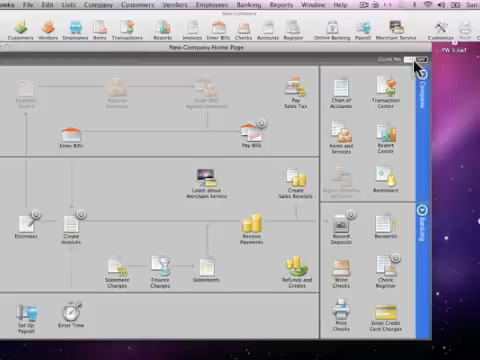 File Edit Lists Company Customers Vendors Employees Banking Reports Window Help
New Company
Customers Vendors Employees Items Transactions Reports Invoices Enter Bills Checks Accounts Register Online Banking Payroll Merchant Service Customize
New Company Home Page
Pay Sales Tax
Chart of Accounts
Transaction Center
Company
Enter Bills
Pay Bills
Items and Services
Report Center
Learn about Merchant Service
Create Sales Receipts
Reminders
Banking
Estimates
Create Invoices
Receive Payments
Record Deposits
Statement Charges
Finance Charges
Statements
Refunds and Credits
Write Checks
Check Register
Set Up Payroll
Enter Time
Print Checks
Enter Credit Card Charges